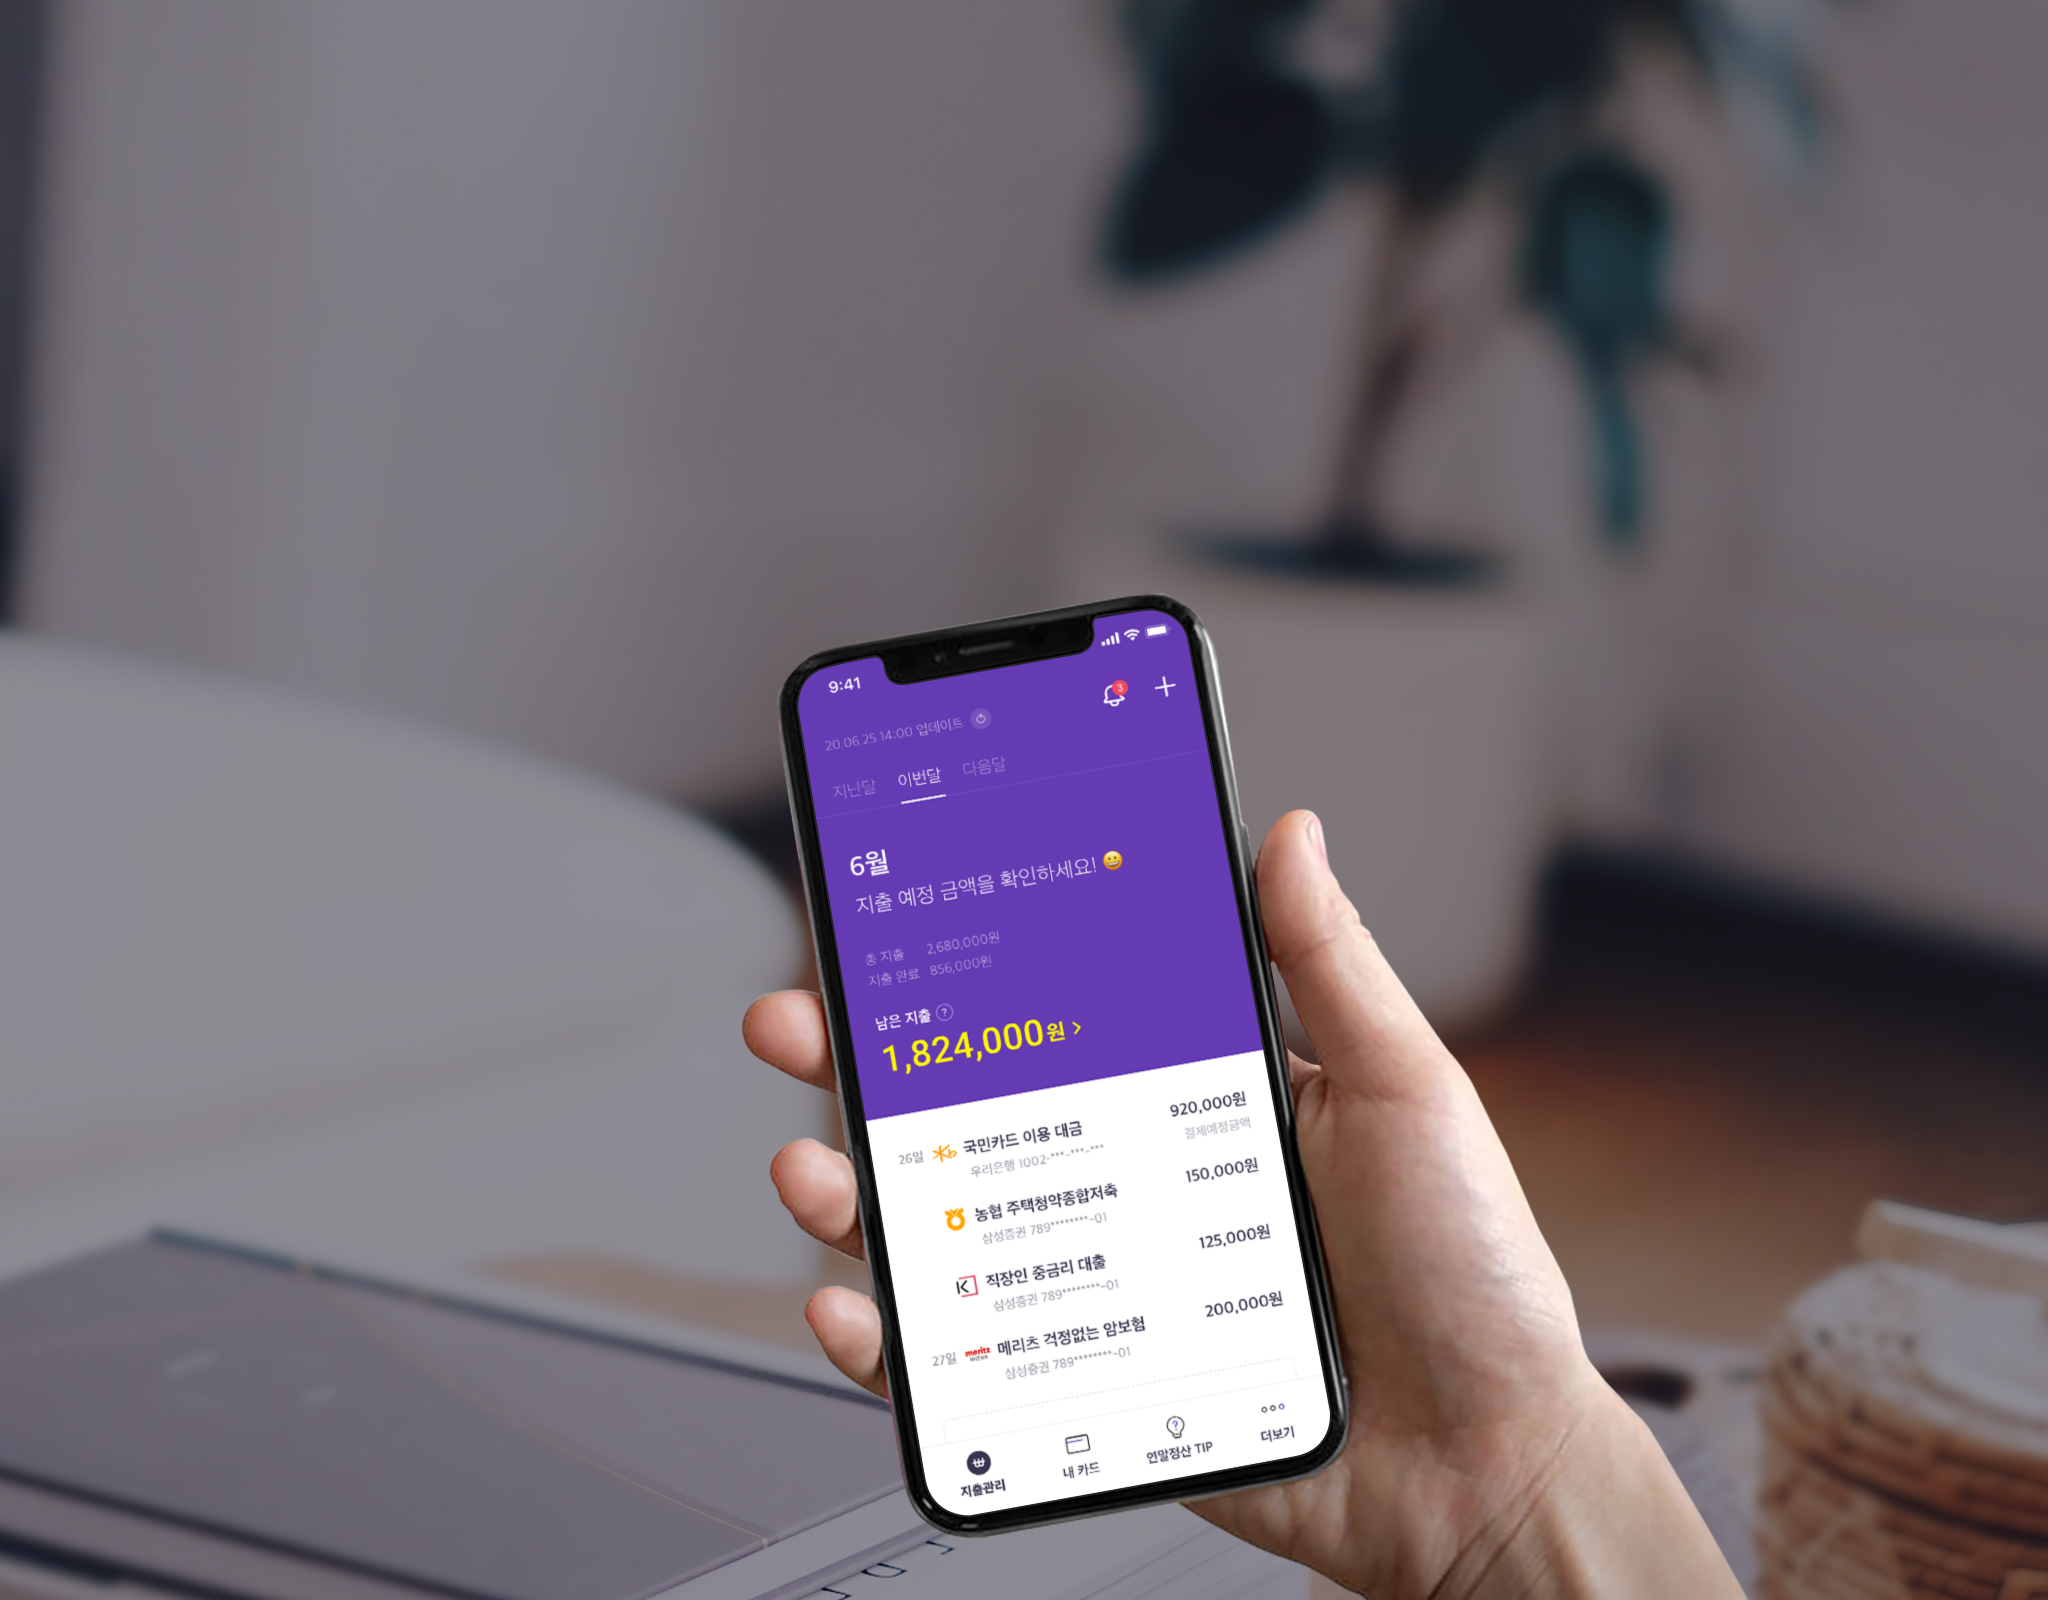 9:41
3
20.06 25 14:00 업데이트
지난달 이번달 다음달
6월
지출 예정 금액을 확인하세요! 😀
총 지출 2,680,000원
지출 완료 856,000원
남은 지출 ?
1,824,000원 >
26일 Kb 국민카드 이용 대금 920,000원
우리은행 1002-***-***-*** 결제예정금액
농협 주택청약종합저축 150,000원
삼성증권 789********-01
K 직장인 중금리 대출 125,000원
삼성증권 789********-01
27일 meritz 메리츠 걱정없는 암보험 200,000원
삼성증권 789********-01
지출관리 내 카드 연말정산 TIP 더보기